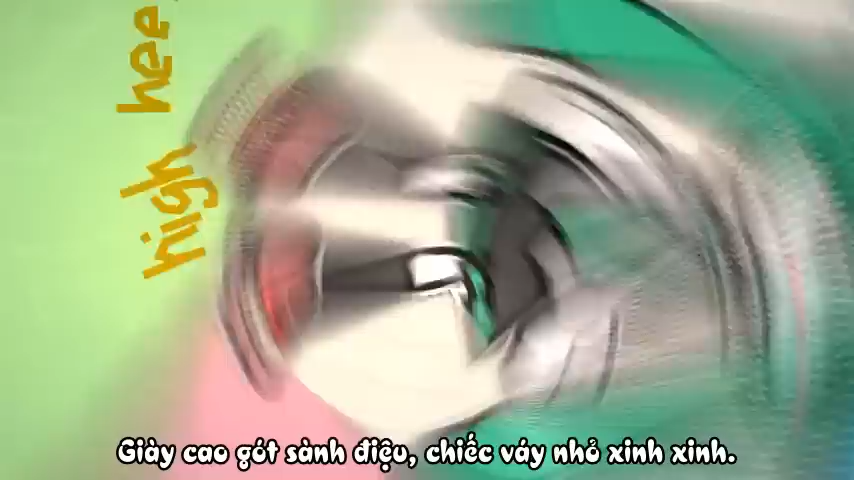 high hee
Giày cao gót sành điệu, chiếc váy nhỏ xinh xinh.